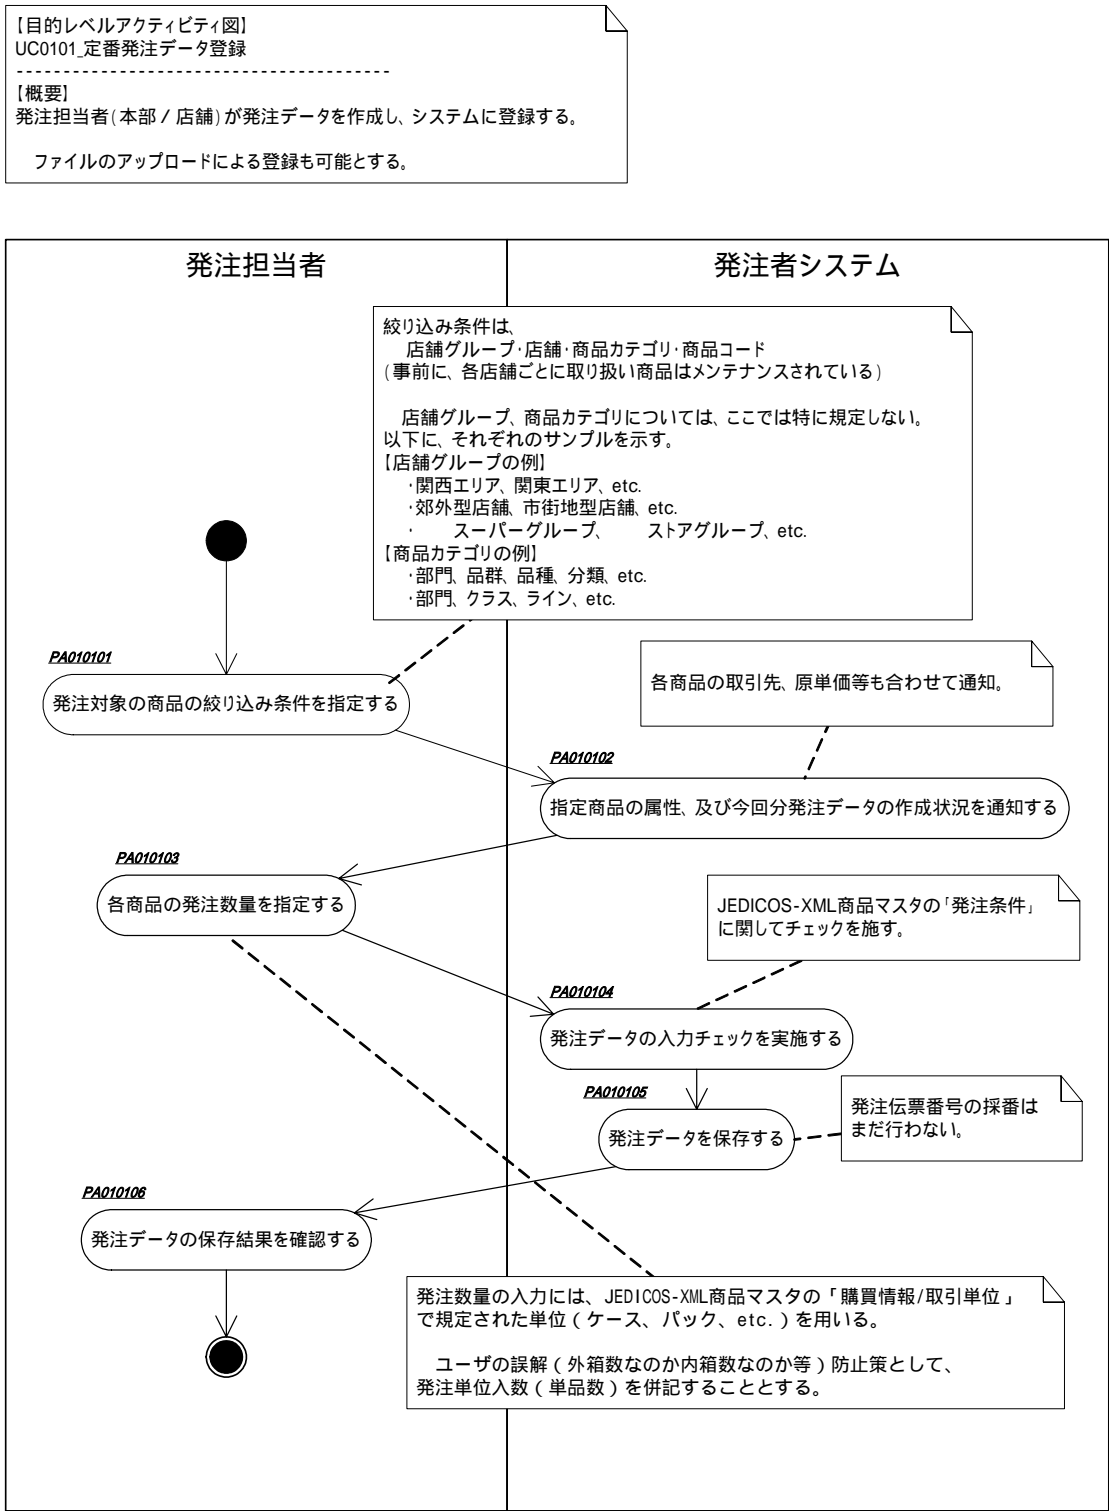 【目的レベルアクティビティ図】
UC0101_定番発注データ登録
----------------------------------------
【概要】
発注担当者(本部/店舗)が発注データを作成し、システムに登録する。
ファイルのアップロードによる登録も可能とする。
発注担当者
発注者システム
絞り込み条件は、
店舗グループ・店舗・商品カテゴリ・商品コード
(事前に、各店舗ごとに取り扱い商品はメンテナンスされている)
店舗グループ、商品カテゴリについては、ここでは特に規定しない。
以下に、それぞれのサンプルを示す。
【店舗グループの例】
・関西エリア、関東エリア、etc.
・郊外型店舗、市街地型店舗、etc.
・　　スーパーグループ、　　ストアグループ、etc.
【商品カテゴリの例】
・部門、品群、品種、分類、etc.
・部門、クラス、ライン、etc.
PA010101
発注対象の商品の絞り込み条件を指定する
各商品の取引先、原単価等も合わせて通知。
PA010102
指定商品の属性、及び今回分発注データの作成状況を通知する
PA010103
各商品の発注数量を指定する
JEDICOS-XML商品マスタの「発注条件」
に関してチェックを施す。
PA010104
発注データの入力チェックを実施する
PA010105
発注データを保存する
発注伝票番号の採番は
まだ行わない。
PA010106
発注データの保存結果を確認する
発注数量の入力には、JEDICOS-XML商品マスタの「購買情報/取引単位」
で規定された単位(ケース、パック、etc.)を用いる。
ユーザの誤解(外箱数なのか内箱数なのか等)防止策として、
発注単位入数(単品数)を併記することとする。